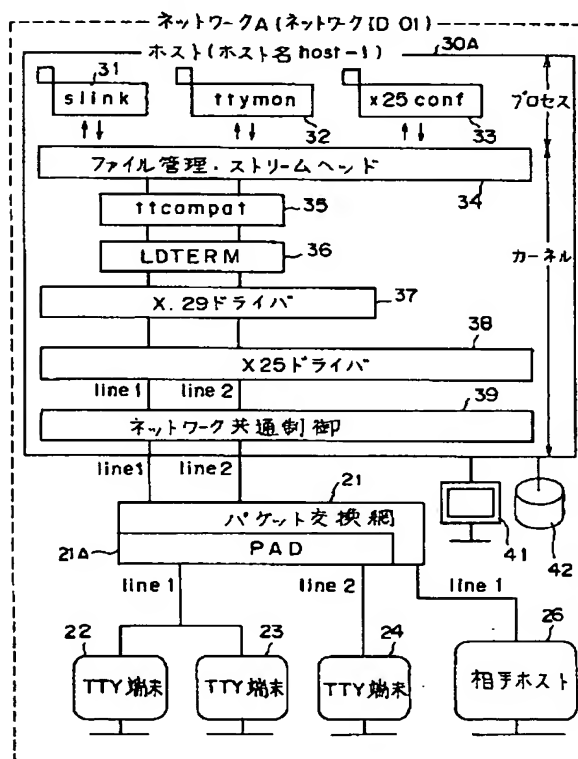 ネットワークA(ネットワークID 01)
ホスト(ホスト名host-1)
30A
31
slink
ttymon
32
x25conf
33
プロセス
ファイル管理・ストリームヘッド
34
ttcompat
35
カーネル
LDTERM
36
X.29ドライバ
37
38
X25ドライバ
line1
line2
39
ネットワーク共通制御
line1
line2
21
パケット交換網
21A
PAD
41
42
line1
line2
line1
22
23
24
26
TTY端末
TTY端末
TTY端末
相手ホスト